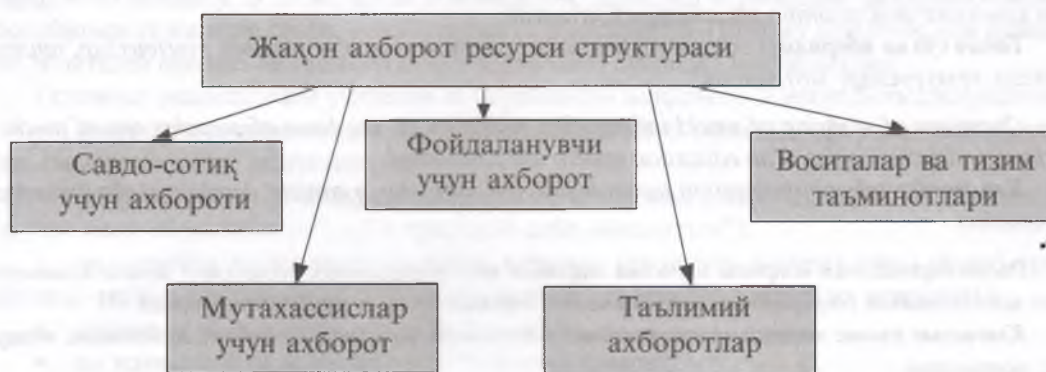 Жаҳон ахборот ресурси структураси
Савдо-сотиқ
учун ахбороти
Фойдаланувчи
учун ахборот
Воситалар ва тизим
таъминотлари
Мутахассислар
учун ахборот
Таълимий
ахборотлар